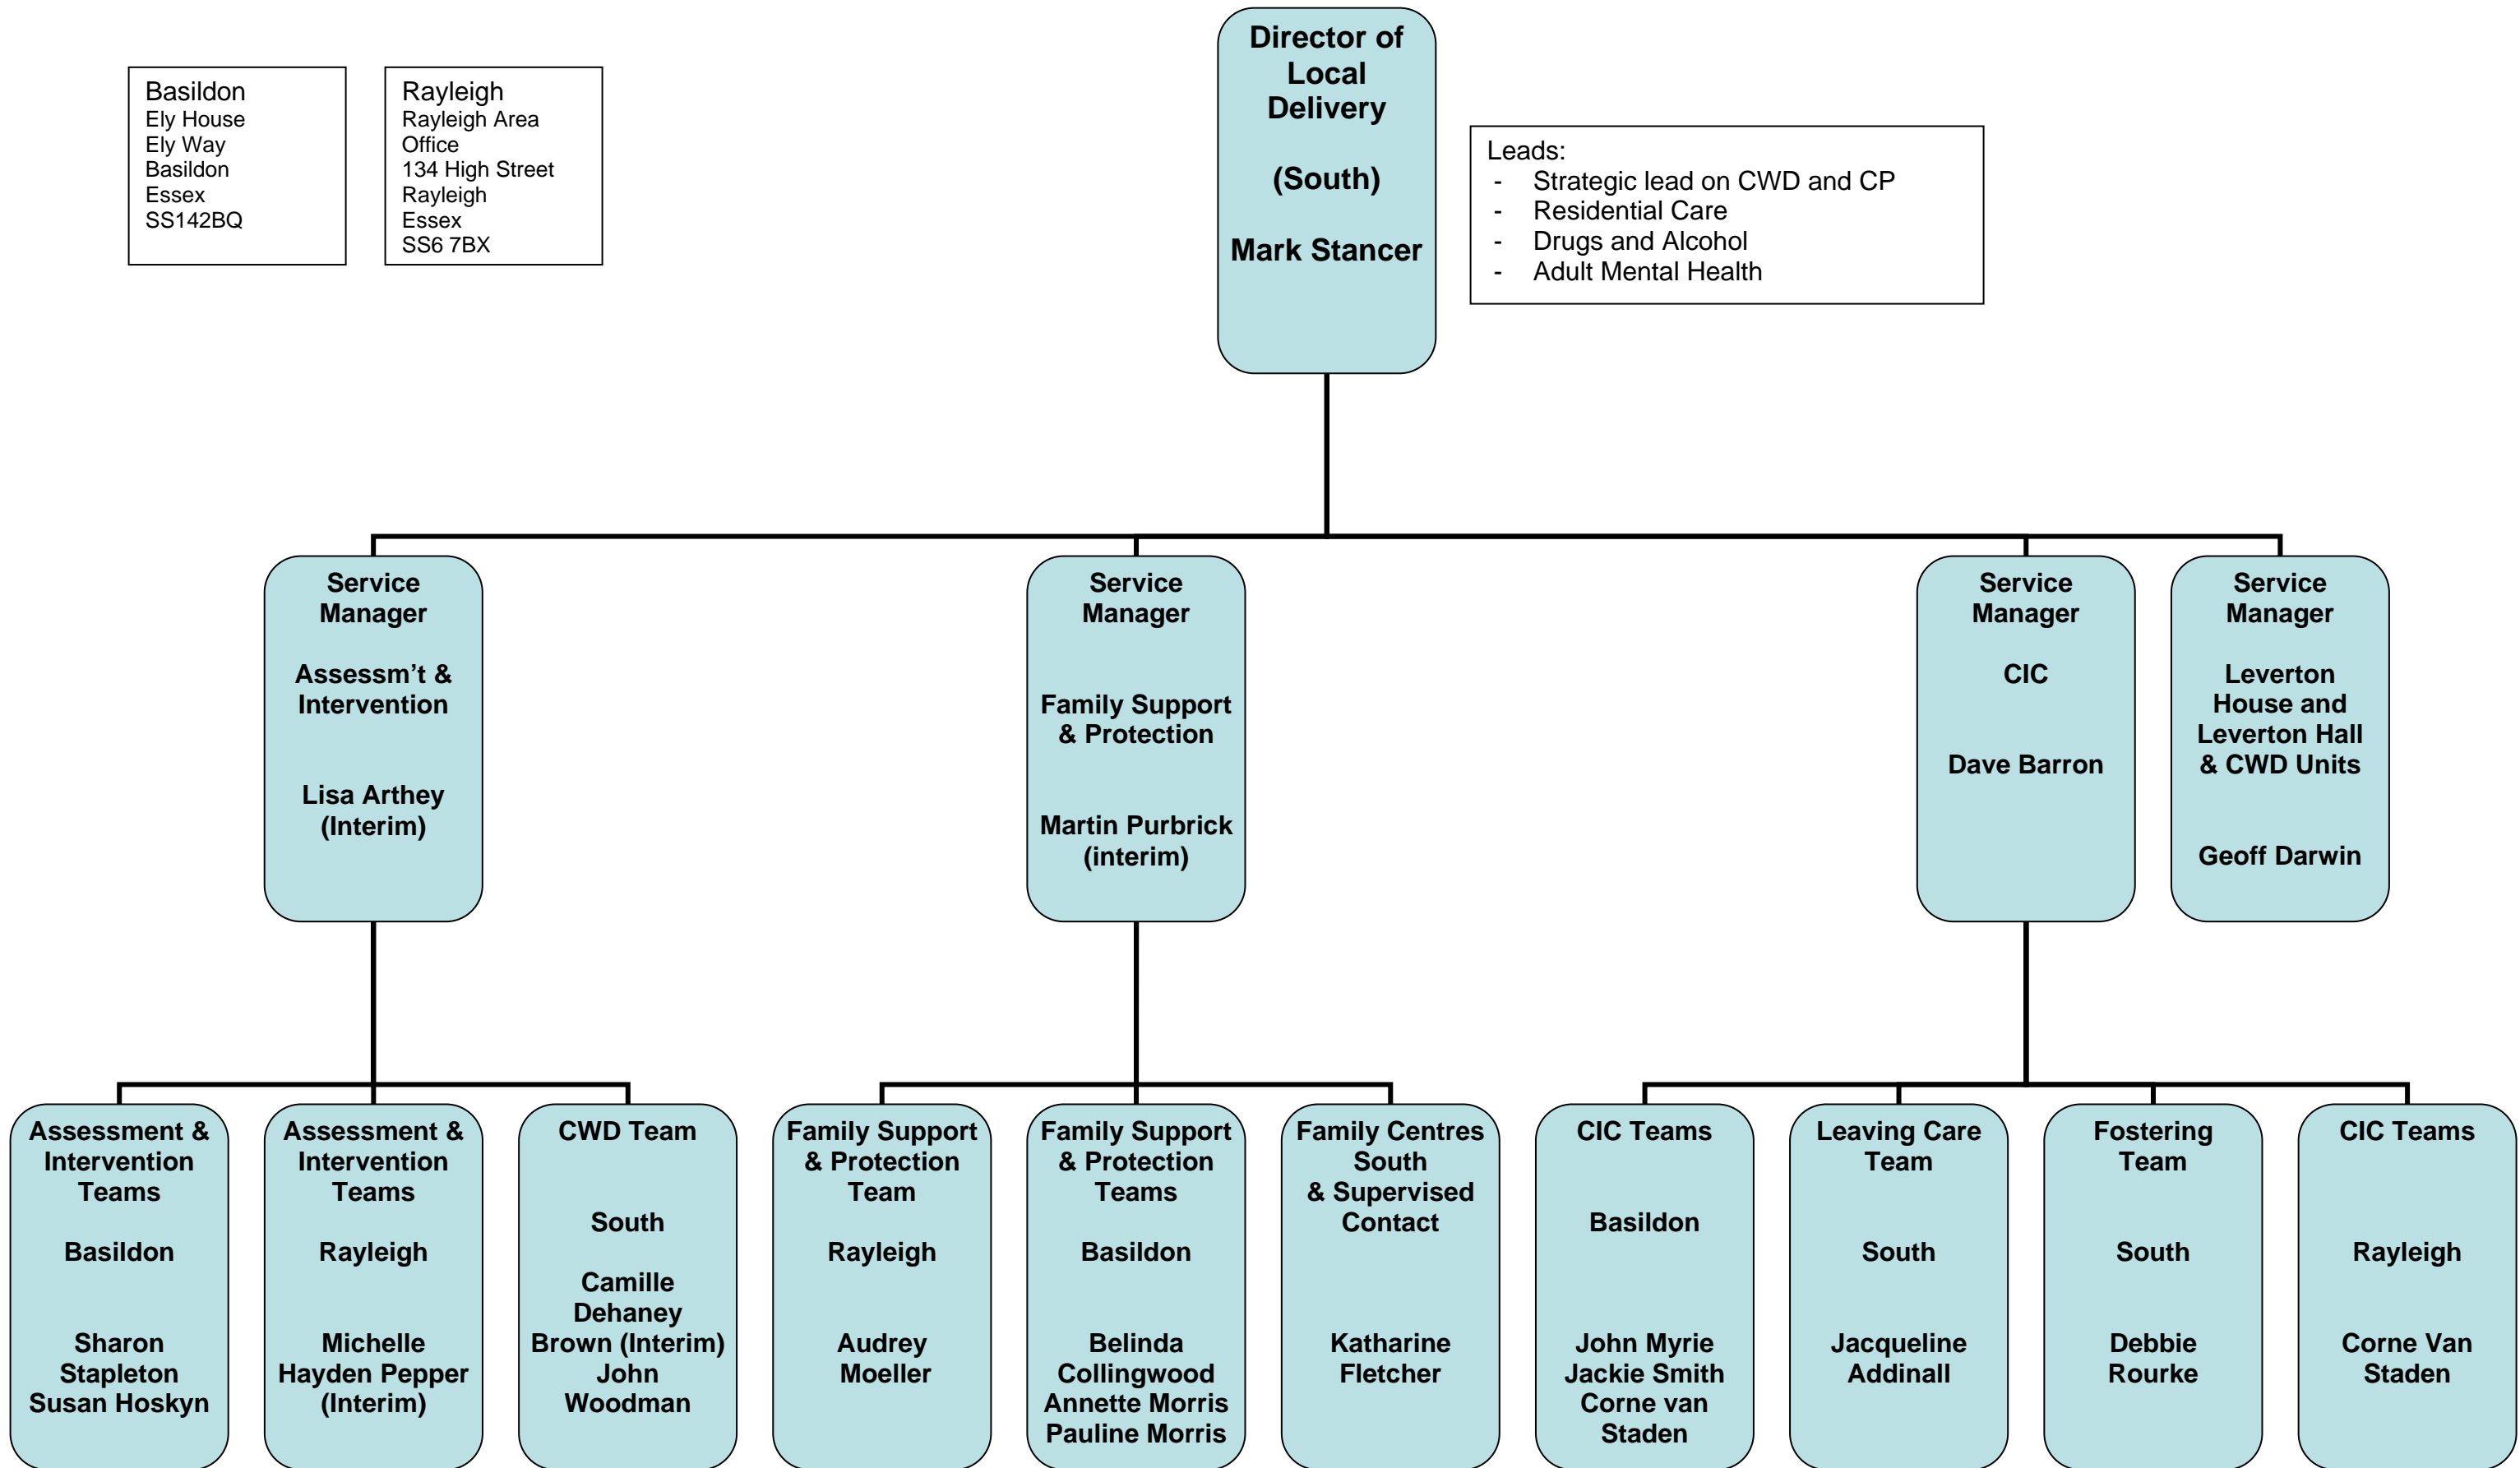 Basildon
Ely House
Ely Way
Basildon
Essex
SS142BQ
Rayleigh
Rayleigh Area
Office
134 High Street
Rayleigh
Essex
SS6 7BX
Director of
Local
Delivery
(South)
Mark Stancer
Leads:
- Strategic lead on CWD and CP
- Residential Care
- Drugs and Alcohol
- Adult Mental Health
Service
Manager
Assessm’t &
Intervention
Lisa Arthey
(Interim)
Service
Manager
Family Support
& Protection
Martin Purbrick
(interim)
Service
Manager
CIC
Dave Barron
Service
Manager
Leverton
House and
Leverton Hall
& CWD Units
Geoff Darwin
Assessment &
Intervention
Teams
Basildon
Sharon
Stapleton
Susan Hoskyn
Assessment &
Intervention
Teams
Rayleigh
Michelle
Hayden Pepper
(Interim)
CWD Team
South
Camille
Dehaney
Brown (Interim)
John
Woodman
Family Support
& Protection
Team
Rayleigh
Audrey
Moeller
Family Support
& Protection
Teams
Basildon
Belinda
Collingwood
Annette Morris
Pauline Morris
Family Centres
South
& Supervised
Contact
Katharine
Fletcher
CIC Teams
Basildon
John Myrie
Jackie Smith
Corne van
Staden
Leaving Care
Team
South
Jacqueline
Addinall
Fostering
Team
South
Debbie
Rourke
CIC Teams
Rayleigh
Corne Van
Staden